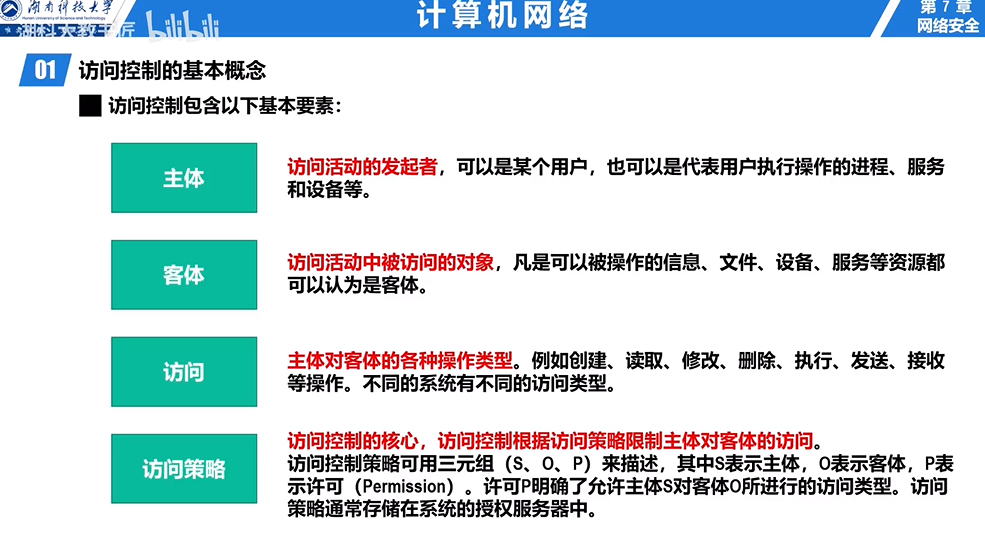 湖南科技大学
Hunan University of Science and Technology
湖科大教书匠 bilibili
计算机网络
第 7 章
网络安全
01 访问控制的基本概念
访问控制包含以下基本要素：
主体
访问活动的发起者，可以是某个用户，也可以是代表用户执行操作的进程、服务
和设备等。
客体
访问活动中被访问的对象，凡是可以被操作的信息、文件、设备、服务等资源都
可以认为是客体。
访问
主体对客体的各种操作类型。例如创建、读取、修改、删除、执行、发送、接收
等操作。不同的系统有不同的访问类型。
访问策略
访问控制的核心，访问控制根据访问策略限制主体对客体的访问。
访问控制策略可用三元组（S、O、P）来描述，其中S表示主体，O表示客体，P表
示许可（Permission）。许可P明确了允许主体S对客体O所进行的访问类型。访问
策略通常存储在系统的授权服务器中。